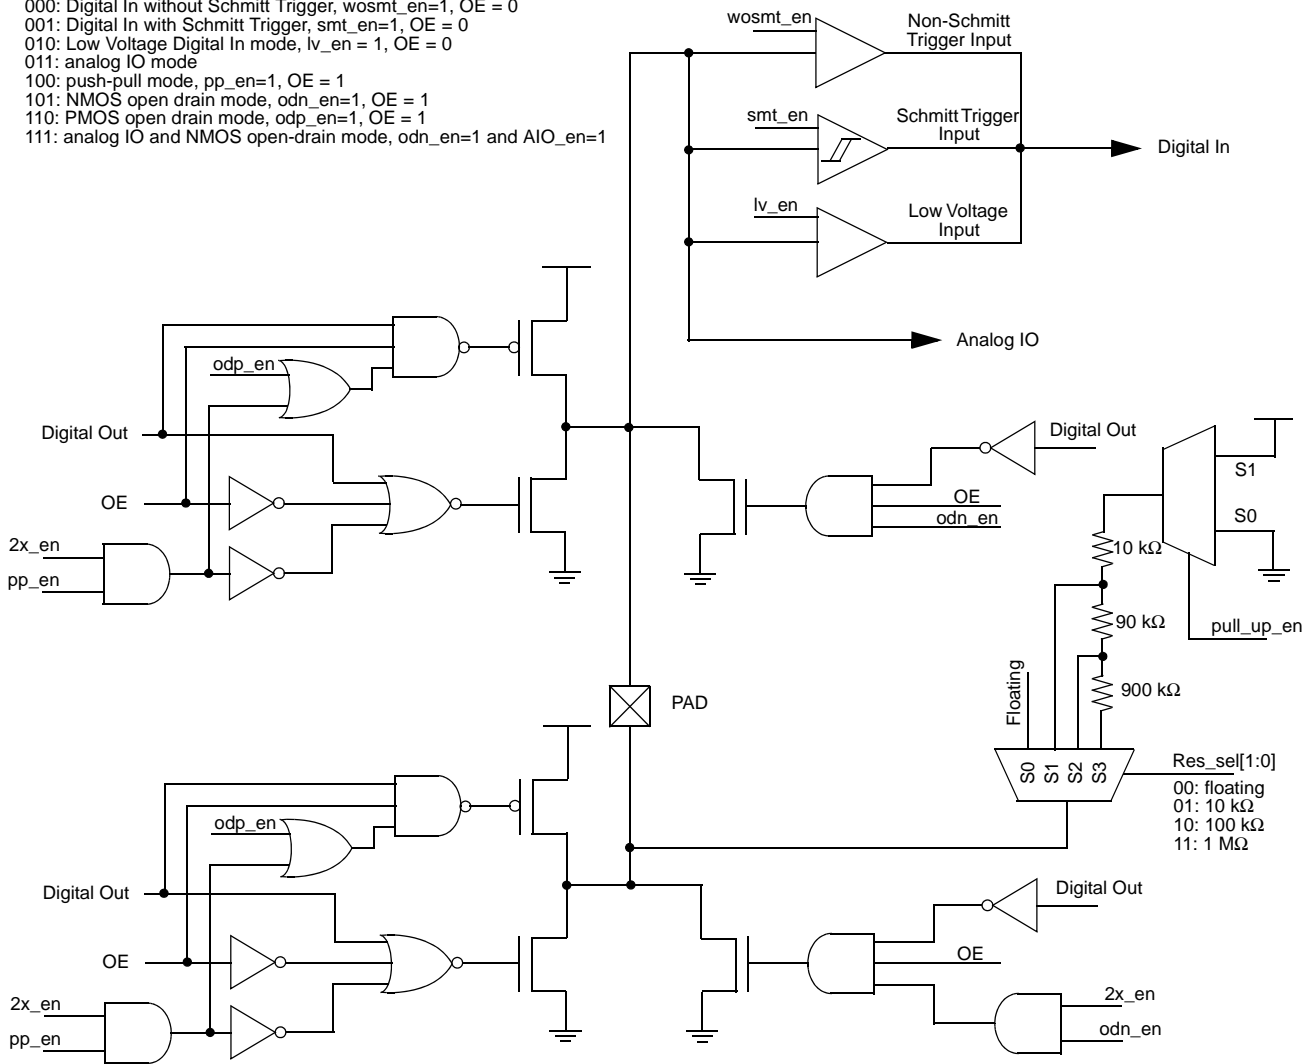 000: Digital In without Schmitt Trigger, wosmt_en=1, OE = 0
001: Digital In with Schmitt Trigger, smt_en=1, OE = 0
010: Low Voltage Digital In mode, lv_en = 1, OE = 0
011: analog IO mode
100: push-pull mode, pp_en=1, OE = 1
101: NMOS open drain mode, odn_en=1, OE = 1
110: PMOS open drain mode, odp_en=1, OE = 1
111: analog IO and NMOS open-drain mode, odn_en=1 and AIO_en=1
wosmt_en
Non-Schmitt
Trigger Input
smt_en
Schmitt Trigger
Input
Digital In
lv_en
Low Voltage
Input
Analog IO
odp_en
Digital Out
OE
2x_en
pp_en
Digital Out
OE
odn_en
S1
S0
10 kΩ
90 kΩ
pull_up_en
900 kΩ
Floating
S0
S1
S2
S3
Res_sel[1:0]
00: floating
01: 10 kΩ
10: 100 kΩ
11: 1 MΩ
PAD
odp_en
Digital Out
OE
2x_en
pp_en
Digital Out
OE
2x_en
odn_en